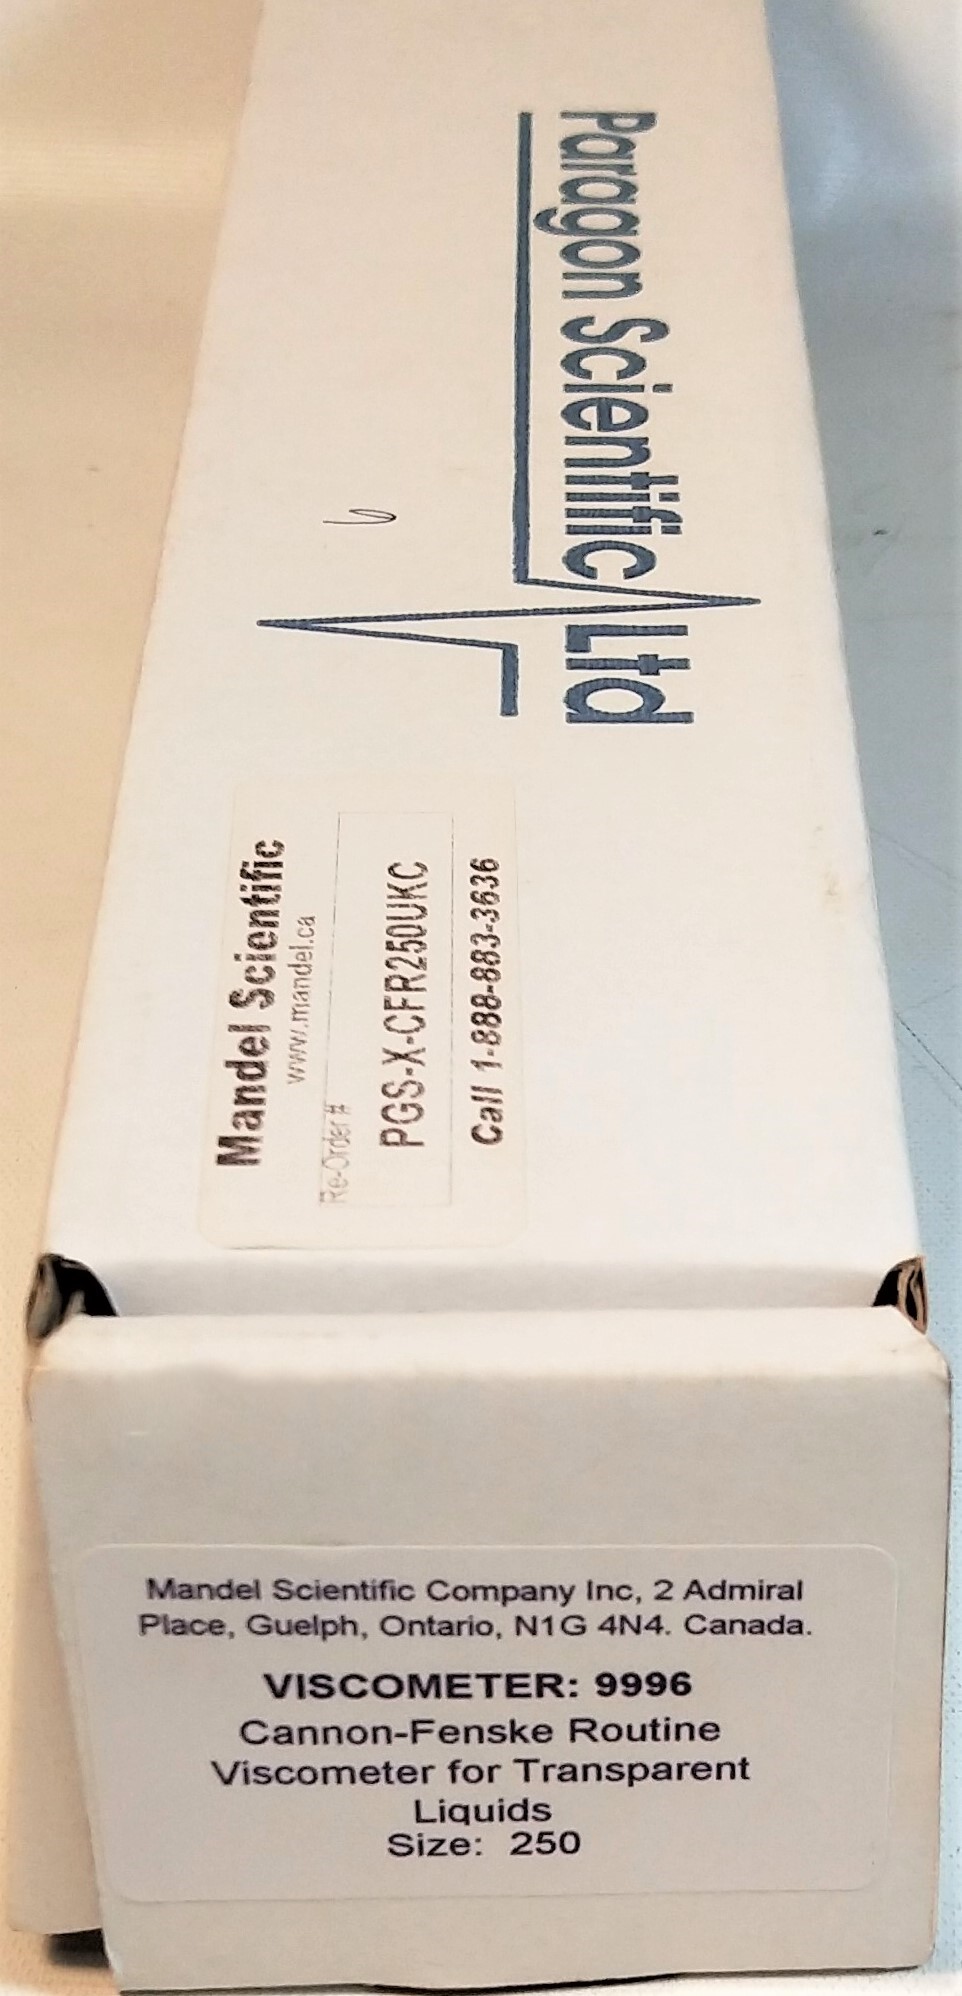 Paragon Scientific Ltd
6
Mandel Scientific
www.mandel.ca
Re-Order #
PGS-X-CFR250UKC
Call 1-888-883-3636
Mandel Scientific Company Inc, 2 Admiral
Place, Guelph, Ontario, N1G 4N4. Canada.
VISCOMETER: 9996
Cannon-Fenske Routine
Viscometer for Transparent
Liquids
Size: 250